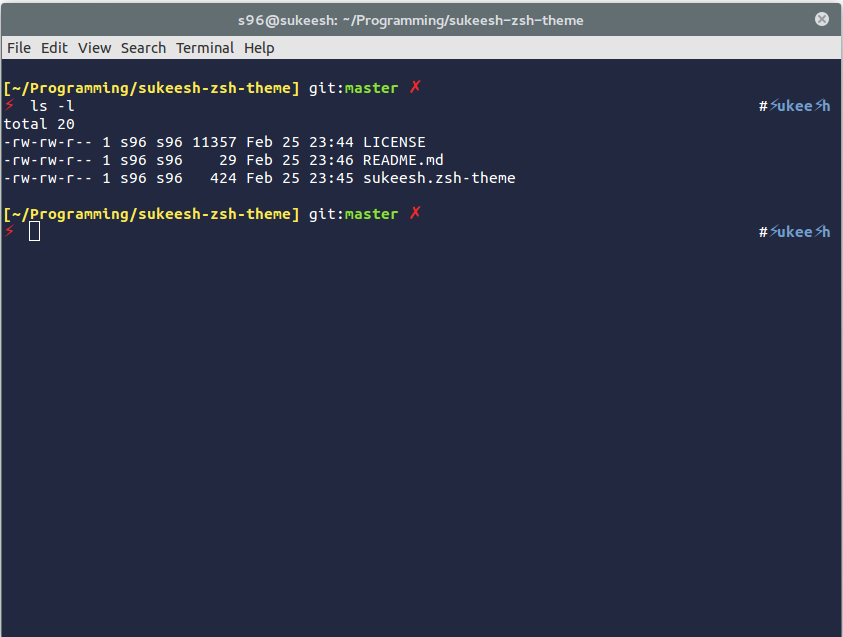 s96@sukeesh: ~/Programming/sukeesh-zsh-theme
File Edit View Search Terminal Help
[~/Programming/sukeesh-zsh-theme] git:master ✗
⚡ ls -l #⚡ukee⚡h
total 20
-rw-rw-r-- 1 s96 s96 11357 Feb 25 23:44 LICENSE
-rw-rw-r-- 1 s96 s96    29 Feb 25 23:46 README.md
-rw-rw-r-- 1 s96 s96   424 Feb 25 23:45 sukeesh.zsh-theme
[~/Programming/sukeesh-zsh-theme] git:master ✗
⚡ #⚡ukee⚡h